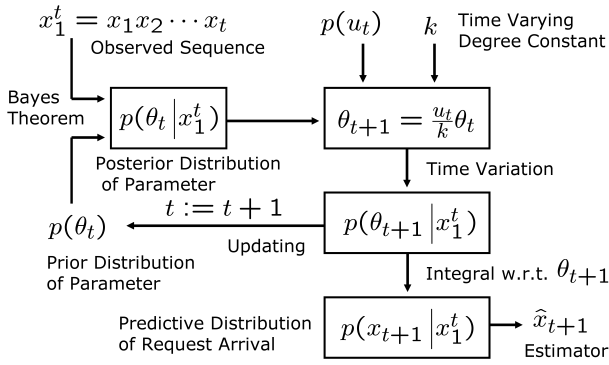 x_1^t = x_1 x_2 ⋯ x_t
Observed Sequence
p(u_t)
k
Time Varying
Degree Constant
Bayes
Theorem
p(θ_t | x_1^t)
θ_{t+1} = \frac{u_t}{k} θ_t
Posterior Distribution
of Parameter
Time Variation
t := t + 1
p(θ_t)
p(θ_{t+1} | x_1^t)
Updating
Prior Distribution
of Parameter
Integral w.r.t. θ_{t+1}
Predictive Distribution
of Request Arrival
p(x_{t+1} | x_1^t)
\hat{x}_{t+1}
Estimator